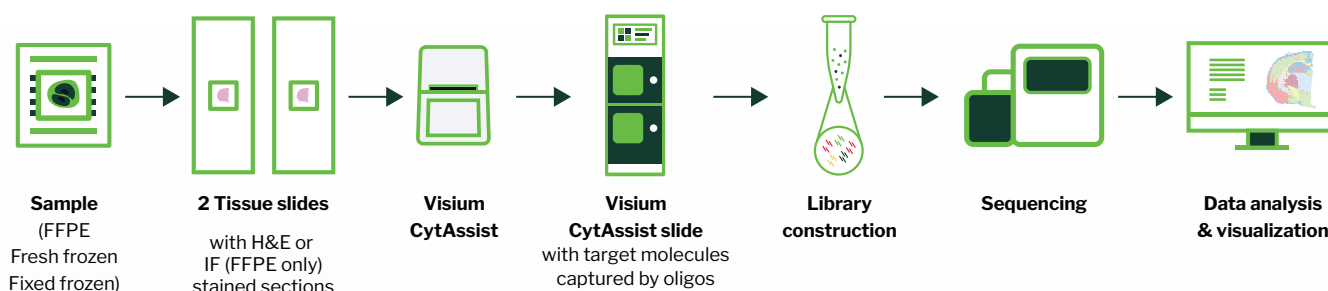 Sample
(FFPE
Fresh frozen
Fixed frozen)
2 Tissue slides
with H&E or
IF (FFPE only)
stained sections
Visium
CytAssist
Visium
CytAssist slide
with target molecules
captured by oligos
Library
construction
Sequencing
Data analysis
& visualization